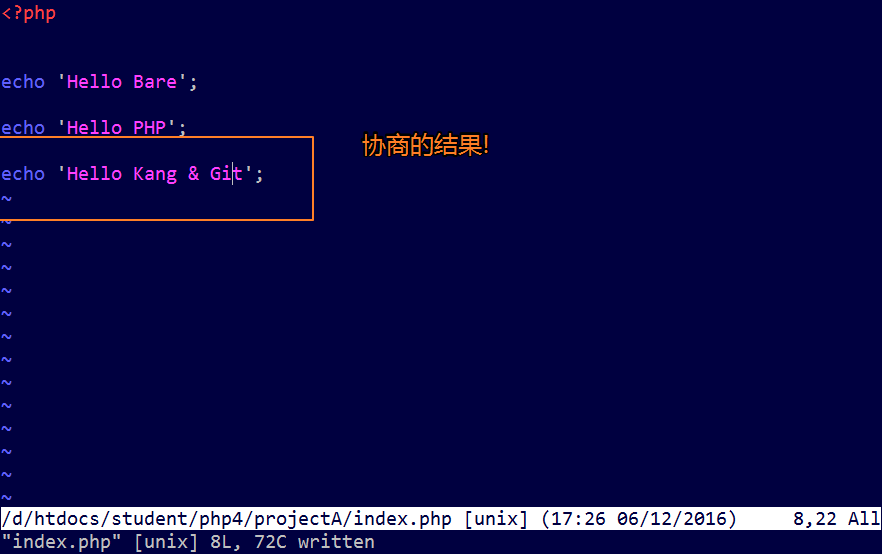 <?php
echo 'Hello Bare';
echo 'Hello PHP';
协商的结果!
echo 'Hello Kang & Git';
~
~
~
~
~
~
~
~
~
~
~
~
~
~
/d/htdocs/student/php4/projectA/index.php [unix] (17:26 06/12/2016) 8,22 All
"index.php" [unix] 8L, 72C written